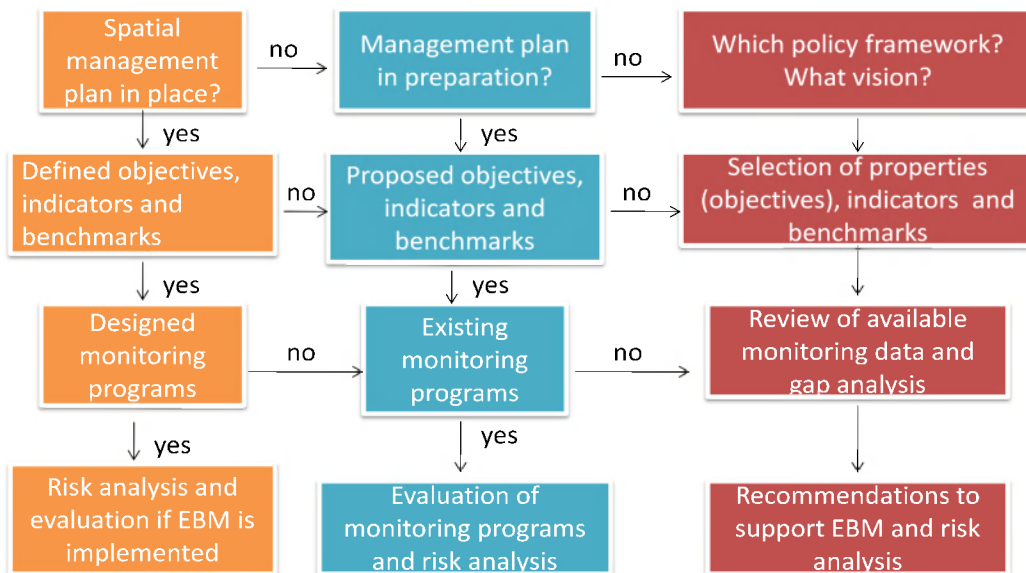 Spatial
management
plan in place?
no
Management plan
in preparation?
no
Which policy framework?
What vision?
yes
yes
Defined objectives,
indicators and
benchmarks
no
Proposed objectives,
indicators and
benchmarks
no
Selection of properties
(objectives), indicators and
benchmarks
yes
yes
Designed
monitoring
programs
no
Existing
monitoring
programs
no
Review of available
monitoring data and
gap analysis
yes
yes
Risk analysis and
evaluation if EBM is
implemented
Evaluation of
monitoring programs
and risk analysis
Recommendations to
support EBM and risk
analysis